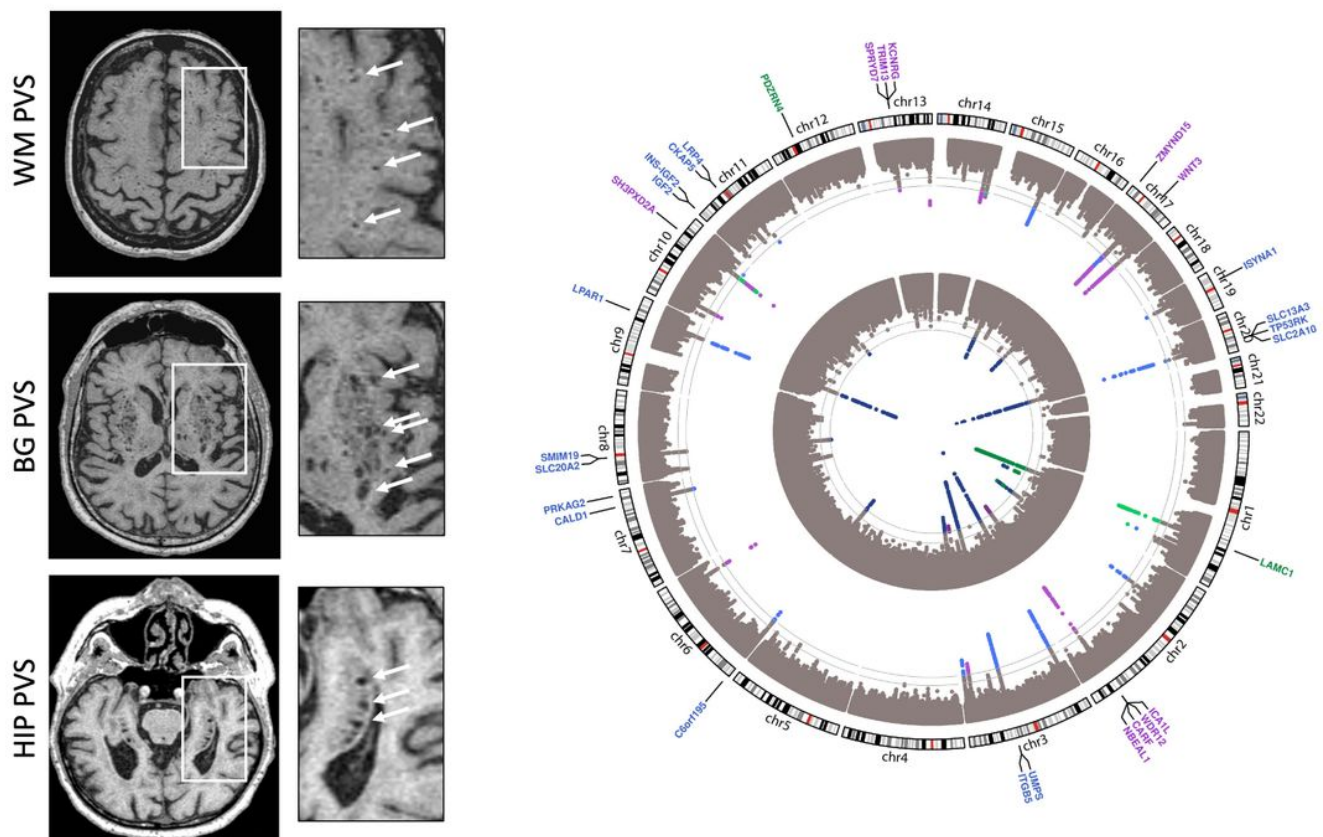 WM PVS
BG PVS
HIP PVS
KCNRG
TRIM13
SPRYD7
chr13
chr14
chr15
chr16
ZMYND15
chr17
WNT3
chr18
ISYNA1
chr19
SLC13A3
TP53RK
SLC2A10
chr20
chr21
chr22
chr1
LAMC1
chr2
ICA1L
WDR12
CARF
NBEAL1
chr3
UMPS
ITGB5
chr4
chr5
C6orf195
chr6
chr7
CALD1
PRKAG2
SLC20A2
SMIM19
chr8
chr9
LPAR1
chr10
SH3PXD2A
IGF2
INS-IGF2
chr11
CKAP5
LRP4
chr12
PDZRN4